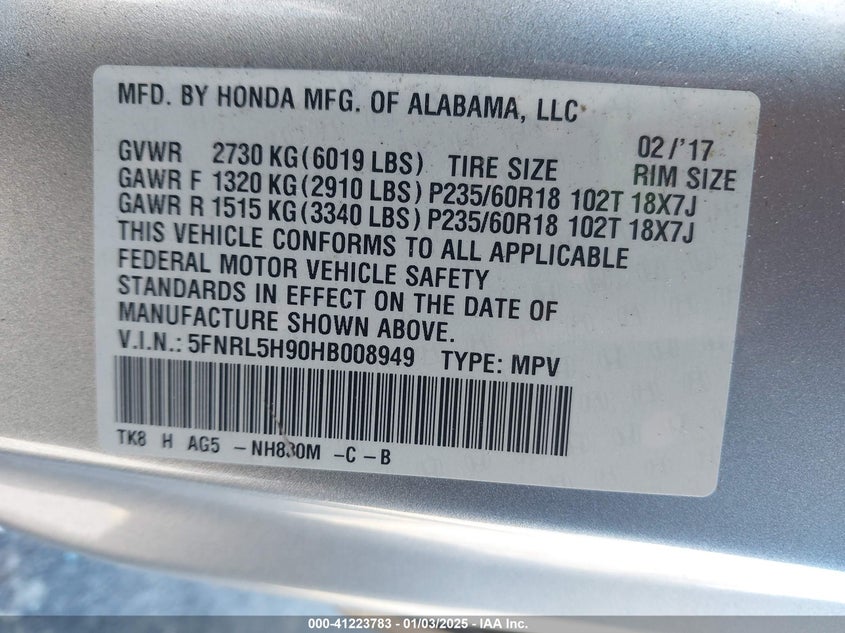 MFD. BY HONDA MFG. OF ALABAMA, LLC
02/'17
GVWR 2730 KG(6019 LBS) TIRE SIZE RIM SIZE
GAWR F 1320 KG(2910 LBS) P235/60R18 102T 18X7J
GAWR R 1515 KG(3340 LBS) P235/60R18 102T 18X7J
THIS VEHICLE CONFORMS TO ALL APPLICABLE
FEDERAL MOTOR VEHICLE SAFETY
STANDARDS IN EFFECT ON THE DATE OF
MANUFACTURE SHOWN ABOVE.
V.I.N.: 5FNRL5H90HB008949 TYPE: MPV
TK8 H AG5 -NH830M -C -B
000-41223783 - 01/03/2025 - IAA Inc.